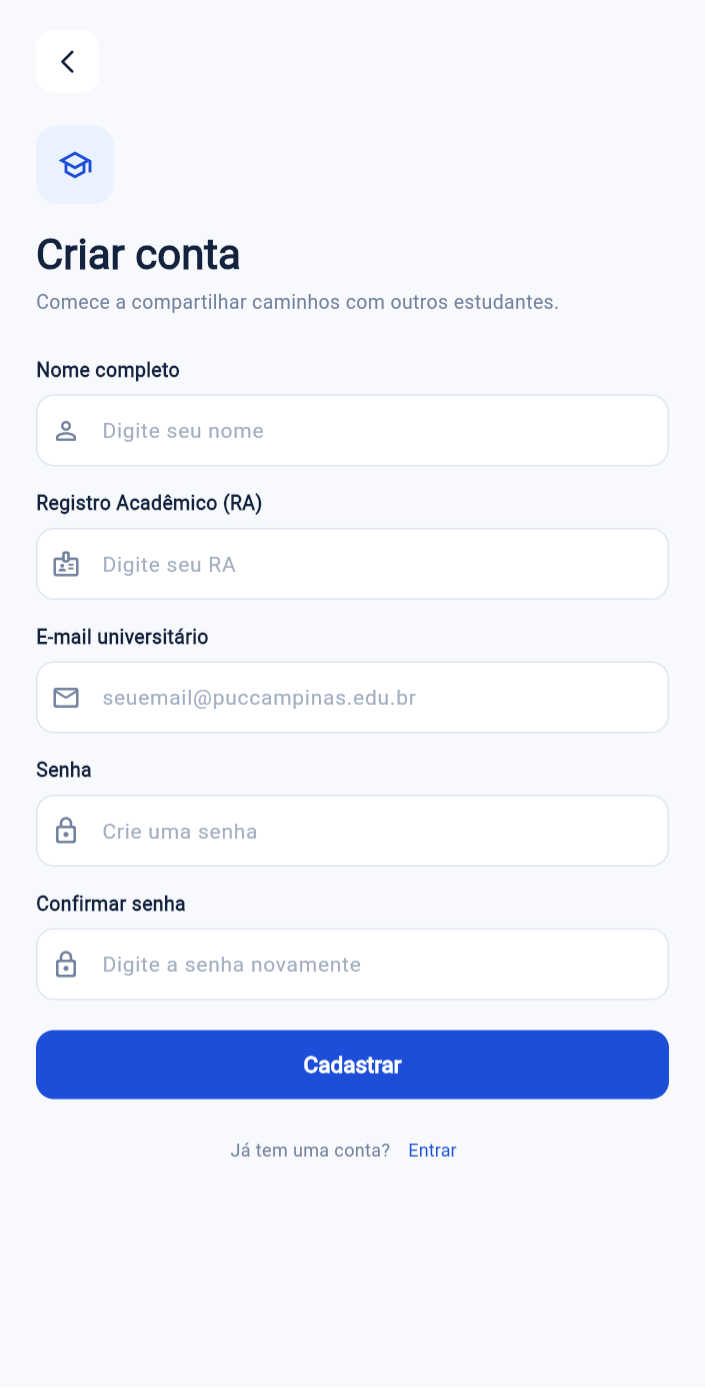 Criar conta
Comece a compartilhar caminhos com outros estudantes.
Nome completo
Digite seu nome
Registro Acadêmico (RA)
Digite seu RA
E-mail universitário
seuemail@puccampinas.edu.br
Senha
Crie uma senha
Confirmar senha
Digite a senha novamente
Cadastrar
Já tem uma conta? Entrar